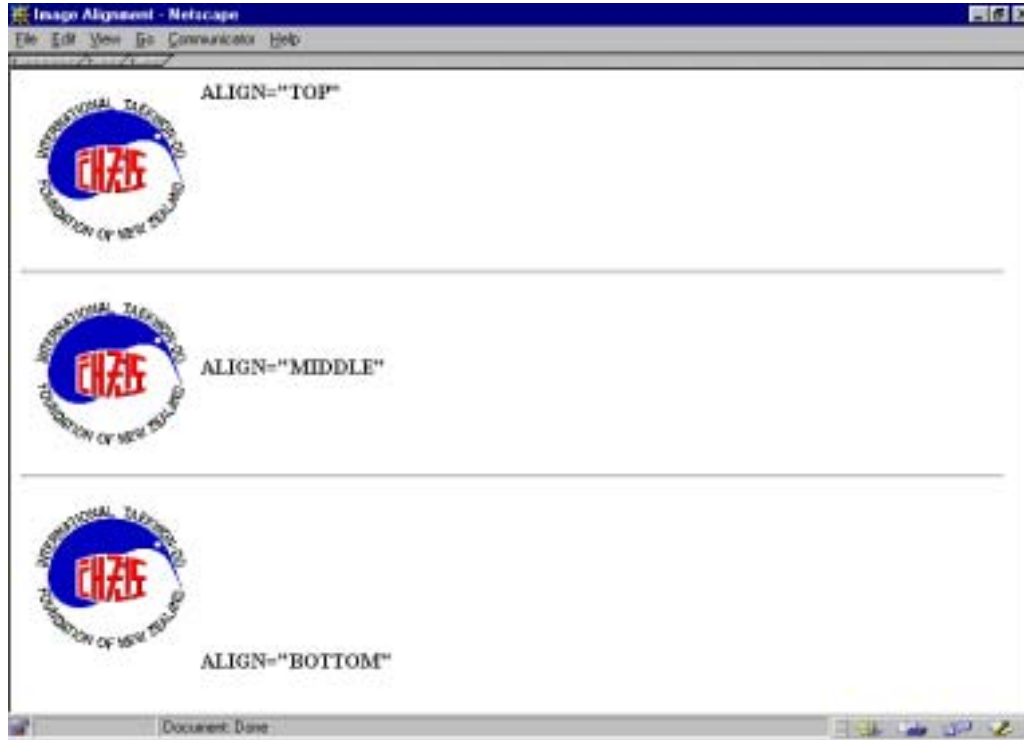 Image Alignment - Netscape
File Edit View Go Communicator Help
ALIGN="TOP"
INTERNATIONAL TAEKWON-DO
FOUNDATION OF NEW ZEALAND
ALIGN="MIDDLE"
INTERNATIONAL TAEKWON-DO
FOUNDATION OF NEW ZEALAND
ALIGN="BOTTOM"
INTERNATIONAL TAEKWON-DO
FOUNDATION OF NEW ZEALAND
Document: Done